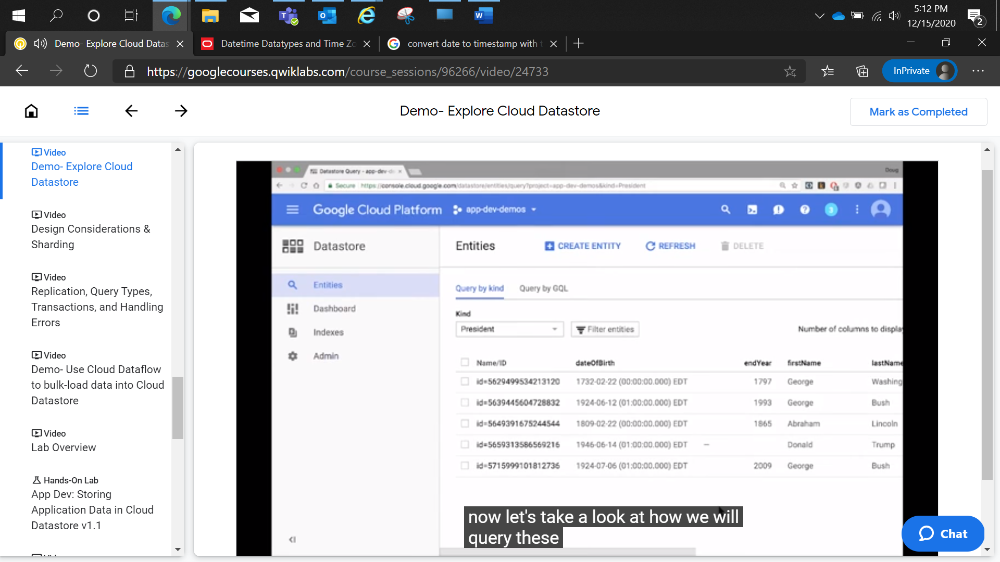 5:12 PM
12/15/2020
2
Demo- Explore Cloud Datas
Datetime Datatypes and Time Zo
convert date to timestamp with t
https://googlecourses.qwiklabs.com/course_sessions/96266/video/24733
InPrivate
Demo- Explore Cloud Datastore
Mark as Completed
Video
Demo- Explore Cloud
Datastore
Video
Design Considerations &
Sharding
Video
Replication, Query Types,
Transactions, and Handling
Errors
Video
Demo- Use Cloud Dataflow
to bulk-load data into Cloud
Datastore
Video
Lab Overview
Hands-On Lab
App Dev: Storing
Application Data in Cloud
Datastore v1.1
Datastore Query - app-dev-d
Doug
Secure https://console.cloud.google.com/datastore/entities/query?project=app-dev-demos&kind=President
Google Cloud Platform app-dev-demos
3
Datastore
Entities
Dashboard
Indexes
Admin
Entities CREATE ENTITY REFRESH DELETE
Query by kind Query by GQL
Kind
President Filter entities Number of columns to display
Name/ID dateOfBirth endYear firstName lastName
id=5629499534213120 1732-02-22 (00:00:00.000) EDT 1797 George Washing
id=5639445604728832 1924-06-12 (01:00:00.000) EDT 1993 George Bush
id=5649391675244544 1809-02-22 (00:00:00.000) EDT 1865 Abraham Lincoln
id=5659313586569216 1946-06-14 (01:00:00.000) EDT — Donald Trump
id=5715999101812736 1924-07-06 (01:00:00.000) EDT 2009 George Bush
now let's take a look at how we will
query these
Chat